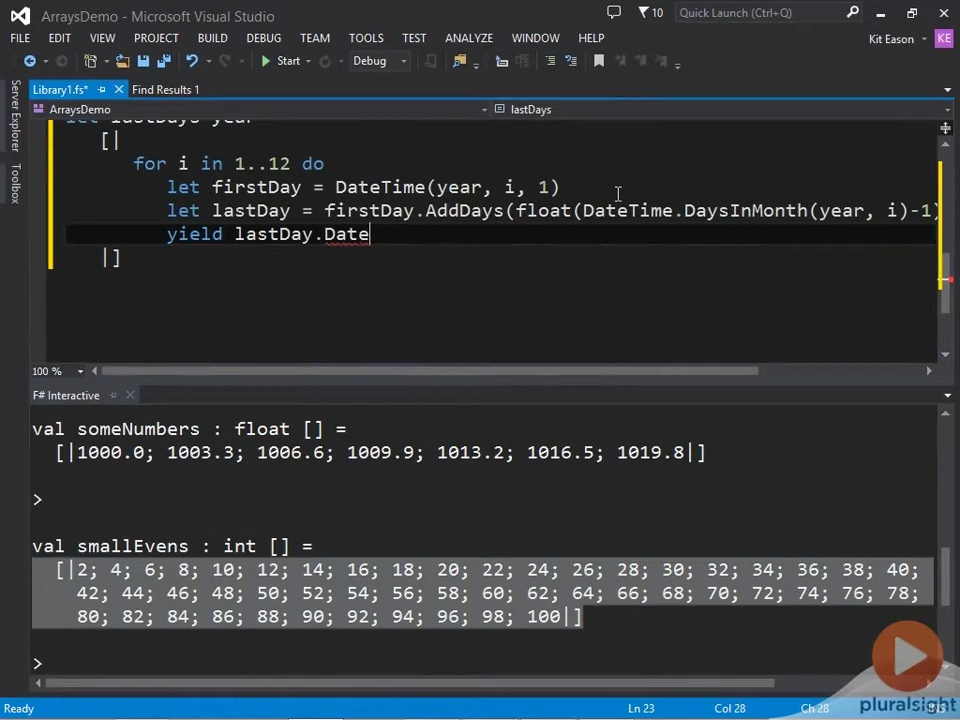 ArraysDemo - Microsoft Visual Studio
10
Quick Launch (Ctrl+Q)
FILE EDIT VIEW PROJECT BUILD DEBUG TEAM TOOLS TEST ANALYZE WINDOW HELP
Kit Eason
KE
Start
Debug
Server Explorer
Toolbox
Library1.fs*
Find Results 1
ArraysDemo
lastDays
let lastDays year
[|
for i in 1..12 do
let firstDay = DateTime(year, i, 1)
let lastDay = firstDay.AddDays(float(DateTime.DaysInMonth(year, i)-1)
yield lastDay.Date
|]
100 %
F# Interactive
val someNumbers : float [] =
[|1000.0; 1003.3; 1006.6; 1009.9; 1013.2; 1016.5; 1019.8|]
>
val smallEvens : int [] =
[|2; 4; 6; 8; 10; 12; 14; 16; 18; 20; 22; 24; 26; 28; 30; 32; 34; 36; 38; 40;
42; 44; 46; 48; 50; 52; 54; 56; 58; 60; 62; 64; 66; 68; 70; 72; 74; 76; 78;
80; 82; 84; 86; 88; 90; 92; 94; 96; 98; 100|]
>
pluralsight
Ready
Ln 23
Col 28
Ch 28